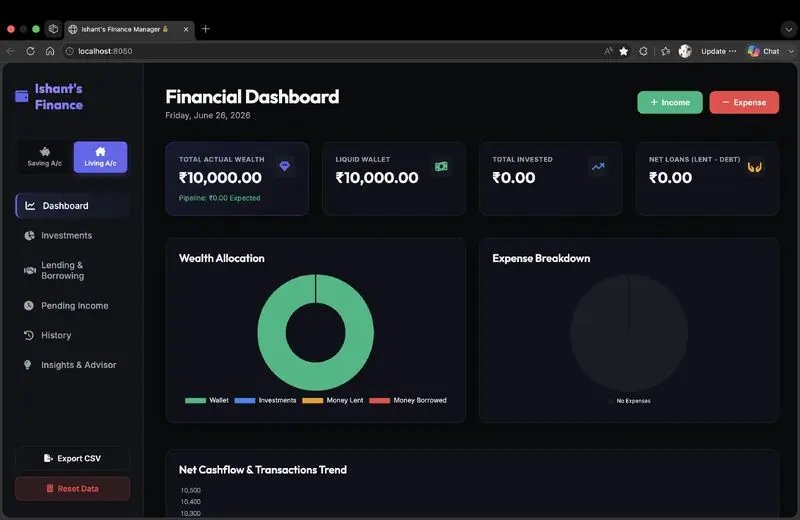 Ishant's Finance Manager
localhost:8050
Update
Chat
Ishant's
Finance
Saving A/c
Living A/c
Dashboard
Investments
Lending &
Borrowing
Pending Income
History
Insights & Advisor
Export CSV
Reset Data
Financial Dashboard
Friday, June 26, 2026
+ Income
− Expense
TOTAL ACTUAL WEALTH
₹10,000.00
Pipeline: ₹0.00 Expected
LIQUID WALLET
₹10,000.00
TOTAL INVESTED
₹0.00
NET LOANS (LENT - DEBT)
₹0.00
Wealth Allocation
Wallet Investments Money Lent Money Borrowed
Expense Breakdown
No Expenses
Net Cashflow & Transactions Trend
10,500
10,400
10,300